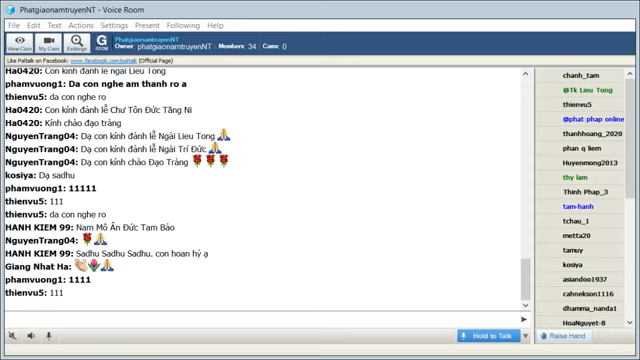 PhatgiaonamtruyenNT - Voice Room
File Edit Text Actions Settings Present Following Help
View Cam
My Cam
Enlarge
G ROOM
Room: PhatgiaonamtruyenNT
Owner: phatgiaonamtruyenNT Members: 34 Cams: 0
Like Paltalk on Facebook: www.facebook.com/paltalk (Official Page)
Ha0420: Con kính đảnh lễ ngài Lieu Tong
phamvuong1: Da con nghe am thanh ro a
thienvu5: da con nghe ro
Ha0420: Con kính đảnh lễ Chư Tôn Đức Tăng Ni
Ha0420: Kính chào đạo tràng
NguyenTrang04: Dạ con kính đảnh lễ Ngài Lieu Tong
NguyenTrang04: Dạ con kính đảnh lễ Ngài Trí Đức
NguyenTrang04: Dạ con kính chào Đạo Tràng
kosiya: Dạ sadhu
phamvuong1: 11111
thienvu5: 111
thienvu5: da con nghe ro
HANH KIEM 99: Nam Mô Ân Đức Tam Bảo
NguyenTrang04:
HANH KIEM 99: Sadhu Sadhu Sadhu. con hoan hỷ ạ
Giang Nhat Ha:
phamvuong1: 1111
thienvu5: 111
Hold to Talk
chanh_tam
@Tk Lieu Tong
thienvu5
@phat phap online
thanhhoang_2020
phan q liem
Huyenmong2013
thy lam
Thinh Phap_3
tam-hanh
tchau_1
metta20
tamuy
kosiya
asiandoo1937
cahnekson1116
dhamma_nanda1
HoaNguyet-8
Raise Hand